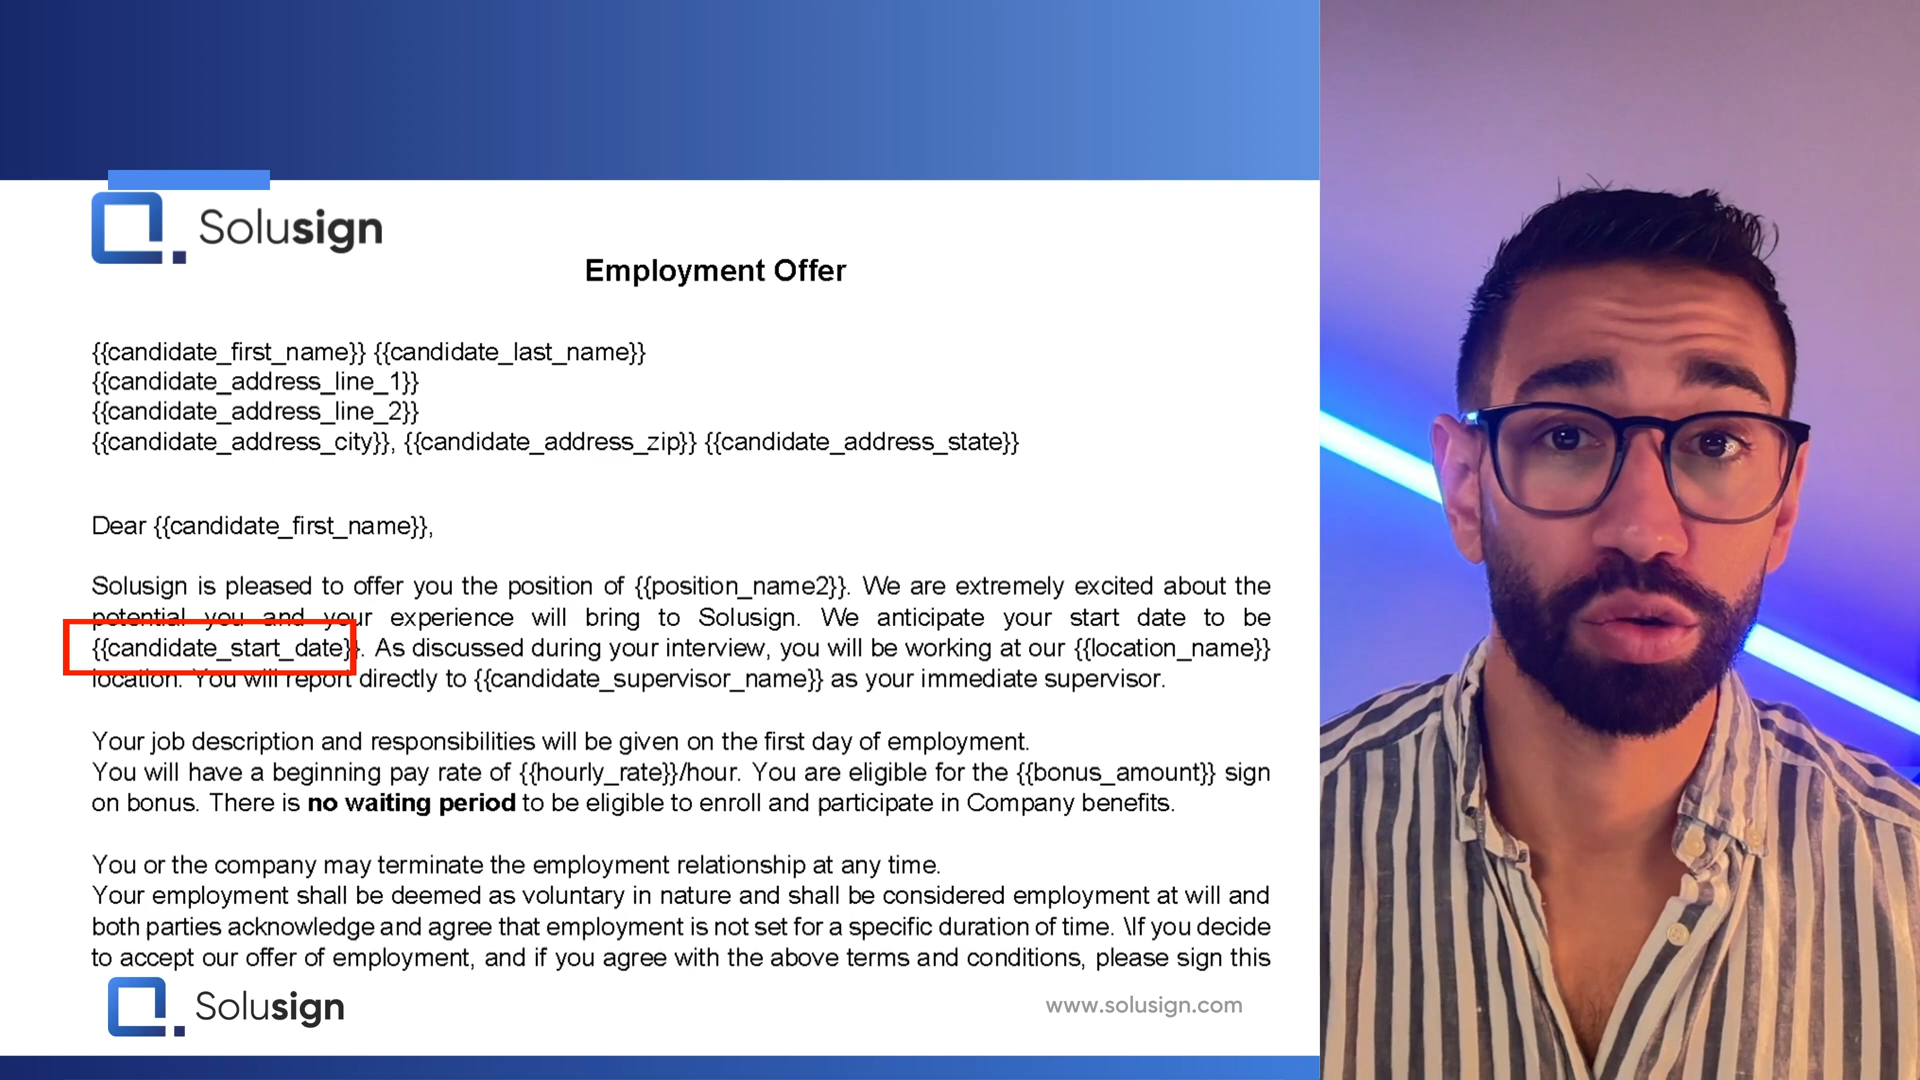 Solusign
Employment Offer
{{candidate_first_name}} {{candidate_last_name}}
{{candidate_address_line_1}}
{{candidate_address_line_2}}
{{candidate_address_city}}, {{candidate_address_zip}} {{candidate_address_state}}
Dear {{candidate_first_name}},
Solusign is pleased to offer you the position of {{position_name2}}. We are extremely excited about the
potential you and your experience will bring to Solusign. We anticipate your start date to be
{{candidate_start_date}}. As discussed during your interview, you will be working at our {{location_name}}
location. You will report directly to {{candidate_supervisor_name}} as your immediate supervisor.
Your job description and responsibilities will be given on the first day of employment.
You will have a beginning pay rate of {{hourly_rate}}/hour. You are eligible for the {{bonus_amount}} sign
on bonus. There is no waiting period to be eligible to enroll and participate in Company benefits.
You or the company may terminate the employment relationship at any time.
Your employment shall be deemed as voluntary in nature and shall be considered employment at will and
both parties acknowledge and agree that employment is not set for a specific duration of time. \If you decide
to accept our offer of employment, and if you agree with the above terms and conditions, please sign this
Solusign
www.solusign.com